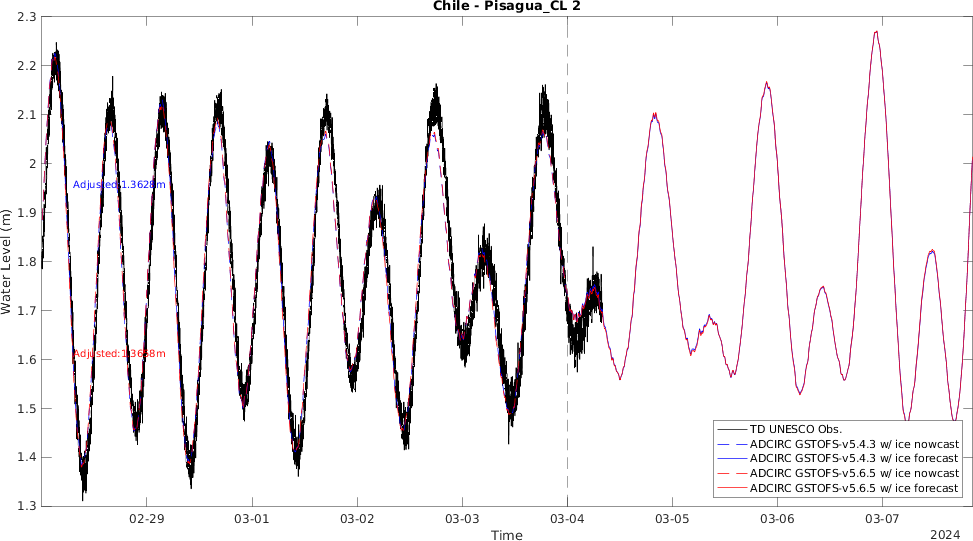 Chile - Pisagua_CL 2
2.3
2.2
2.1
2
1.9
1.8
1.7
1.6
1.5
1.4
1.3
Water Level (m)
Adjusted:1.3628m
Adjusted:1.3688m
TD UNESCO Obs.
ADCIRC GSTOFS-v5.4.3 w/ ice nowcast
ADCIRC GSTOFS-v5.4.3 w/ ice forecast
ADCIRC GSTOFS-v5.6.5 w/ ice nowcast
ADCIRC GSTOFS-v5.6.5 w/ ice forecast
02-29 03-01 03-02 03-03 03-04 03-05 03-06 03-07
Time
2024